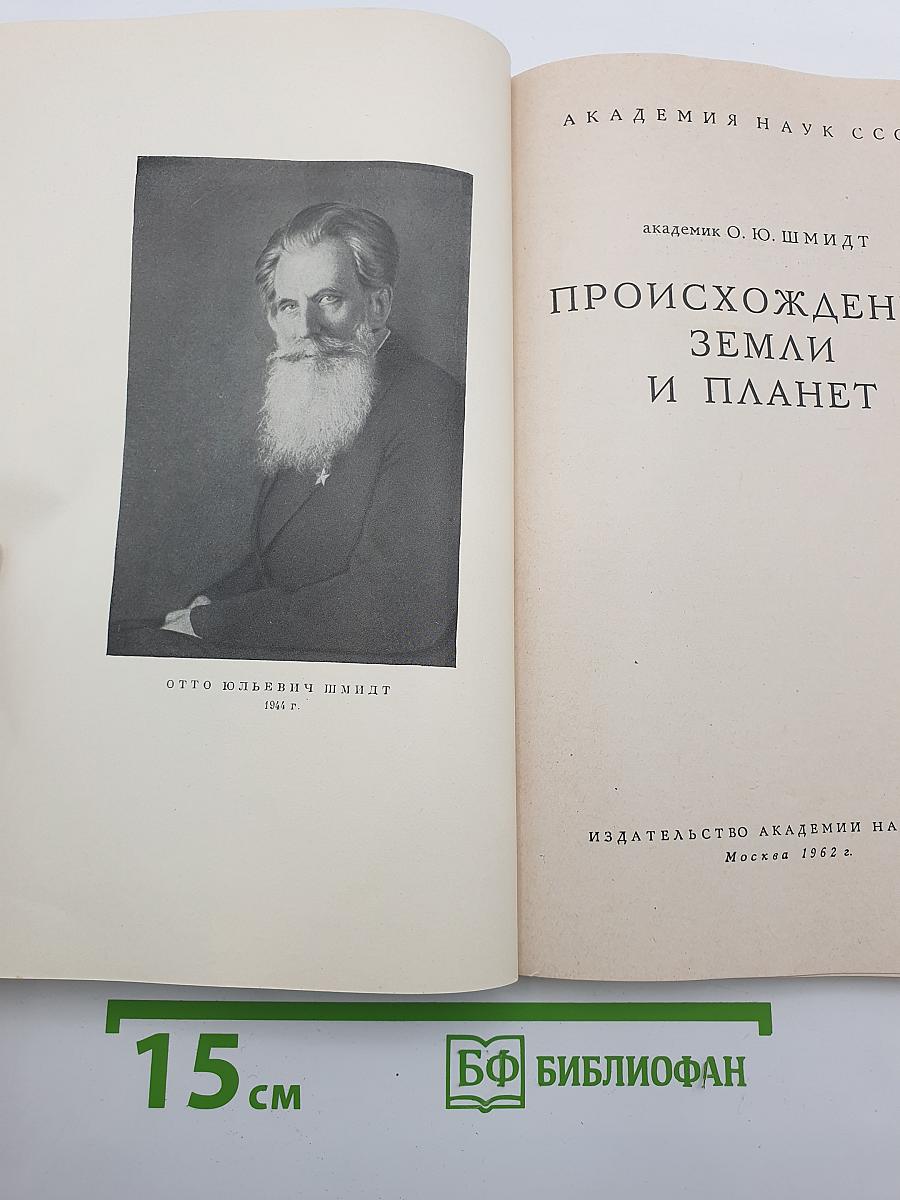 ОТТО ЮЛЬЕВИЧ ШМИДТ
1944 г.
АКАДЕМИЯ НАУК ССС
академик О. Ю. ШМИДТ
ПРОИСХОЖДЕН
ЗЕМЛИ
И ПЛАНЕТ
ИЗДАТЕЛЬСТВО АКАДЕМИИ НА
Москва 1962 г.
15 см
БФ БИБЛИОФАН